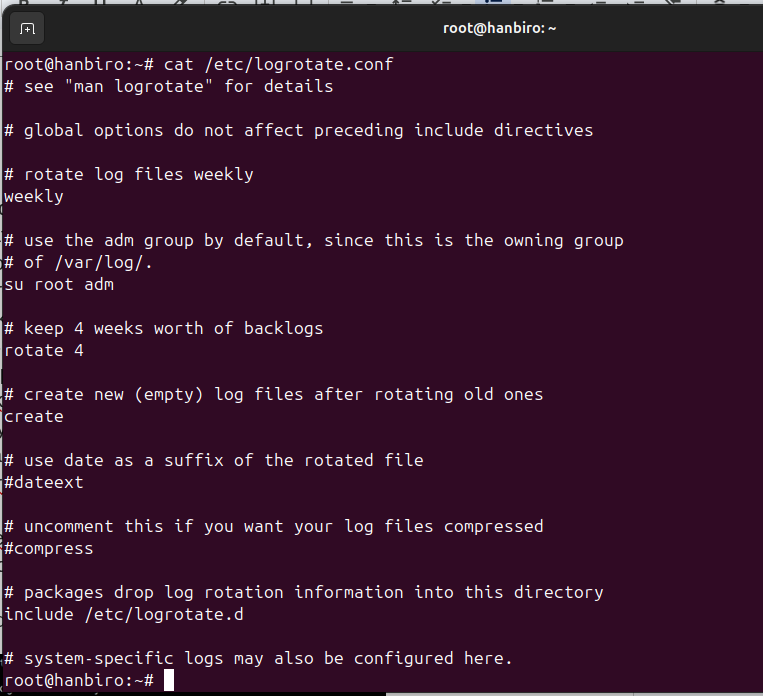 root@hanbiro: ~
root@hanbiro:~# cat /etc/logrotate.conf
# see "man logrotate" for details
# global options do not affect preceding include directives
# rotate log files weekly
weekly
# use the adm group by default, since this is the owning group
# of /var/log/.
su root adm
# keep 4 weeks worth of backlogs
rotate 4
# create new (empty) log files after rotating old ones
create
# use date as a suffix of the rotated file
#dateext
# uncomment this if you want your log files compressed
#compress
# packages drop log rotation information into this directory
include /etc/logrotate.d
# system-specific logs may also be configured here.
root@hanbiro:~#